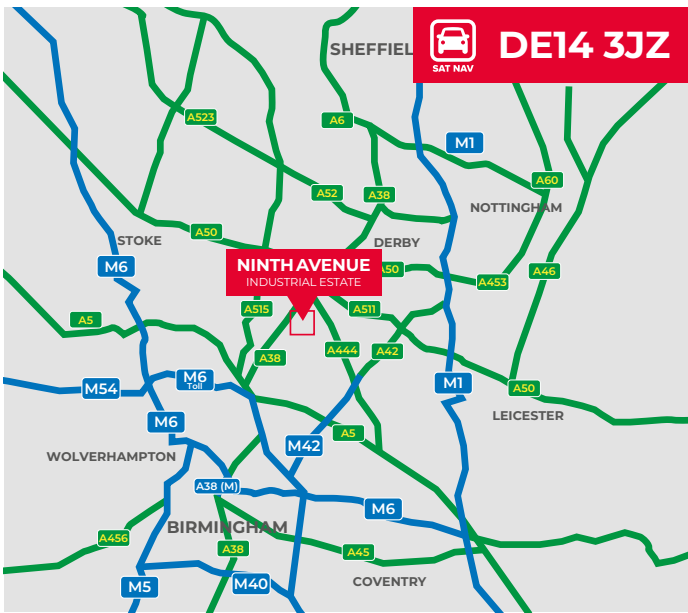 SHEFFIEL
SAT NAV
DE14 3JZ
A523
A6
M1
A60
A52
A38
NOTTINGHAM
STOKE
A50
DERBY
M6
NINTH AVENUE
INDUSTRIAL ESTATE
A50
A453
A46
A5
A515
A511
A38
A444
A42
M54
M6
Toll
M1
A50
LEICESTER
M6
A5
WOLVERHAMPTON
M42
A38 (M)
M6
BIRMINGHAM
A456
A38
A45
M5
M40
COVENTRY